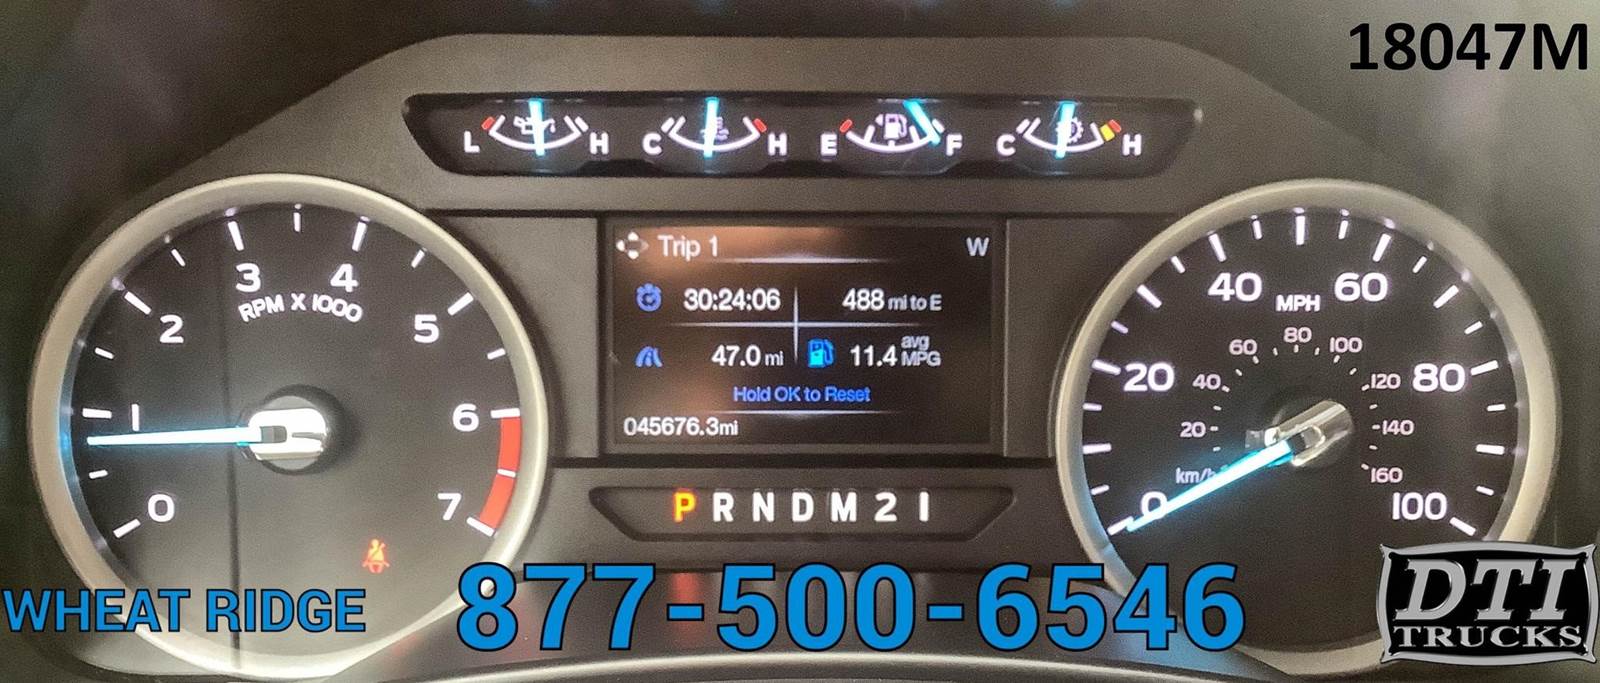 18047M
L H C H E F C H
Trip 1 W
30:24:06 488 mi to E
47.0 mi 11.4 avg MPG
Hold OK to Reset
045676.3mi
0 1 2 3 4 5 6 7
RPM X 1000
0 20 40 60 80 100
MPH
20 40 60 80 100 120 140 160
km/h
P R N D M 2 1
WHEAT RIDGE
877-500-6546
DTI
TRUCKS